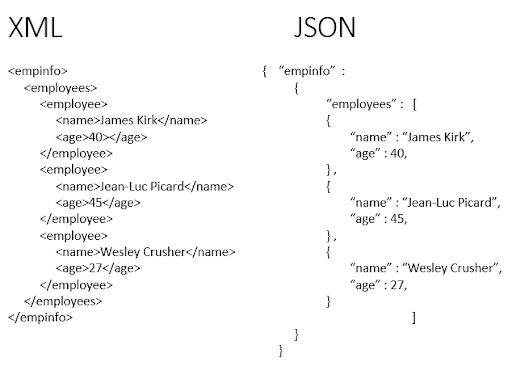 XML
<empinfo>
<employees>
<employee>
<name>James Kirk</name>
<age>40></age>
</employee>
<employee>
<name>Jean-Luc Picard</name>
<age>45</age>
</employee>
<employee>
<name>Wesley Crusher</name>
<age>27</age>
</employee>
</employees>
</empinfo>
JSON
{ “empinfo” :
{
“employees” : [
{
“name” : “James Kirk”,
“age” : 40,
} ,
{
“name” : “Jean-Luc Picard”,
“age” : 45,
} ,
{
“name” : “Wesley Crusher”,
“age” : 27,
}
]
}
}